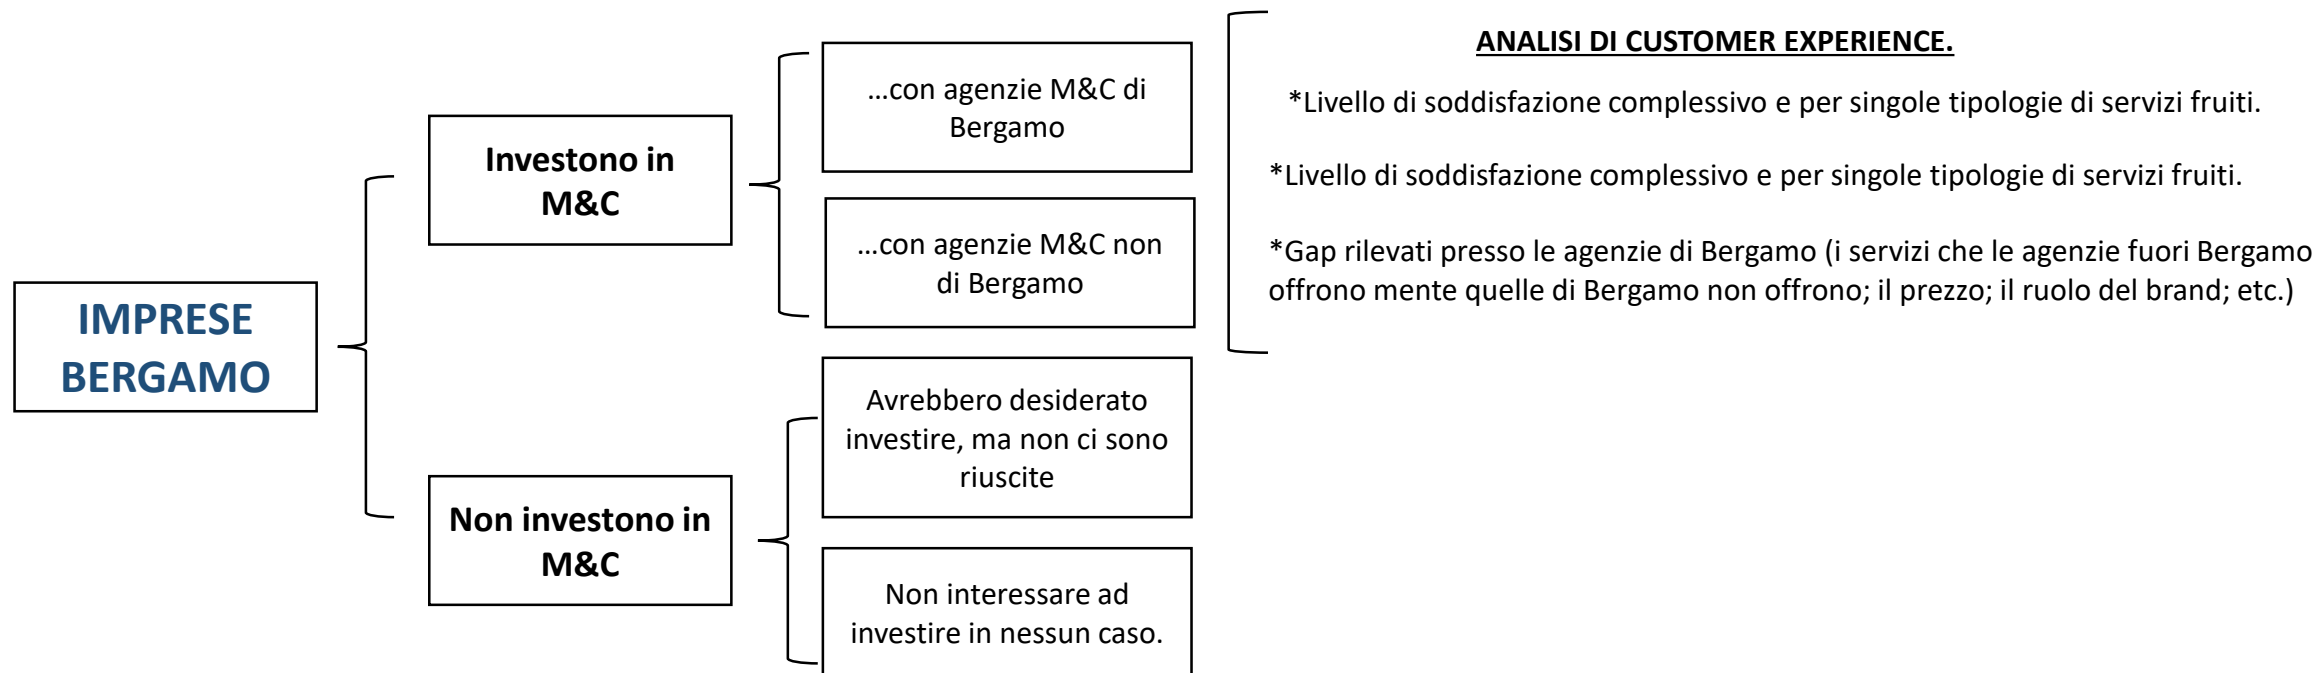 IMPRESE
BERGAMO
Investono in
M&C
…con agenzie M&C di
Bergamo
…con agenzie M&C non
di Bergamo
Non investono in
M&C
Avrebbero desiderato
investire, ma non ci sono
riuscite
Non interessare ad
investire in nessun caso.
ANALISI DI CUSTOMER EXPERIENCE.
*Livello di soddisfazione complessivo e per singole tipologie di servizi fruiti.
*Livello di soddisfazione complessivo e per singole tipologie di servizi fruiti.
*Gap rilevati presso le agenzie di Bergamo (i servizi che le agenzie fuori Bergamo
offrono mente quelle di Bergamo non offrono; il prezzo; il ruolo del brand; etc.)